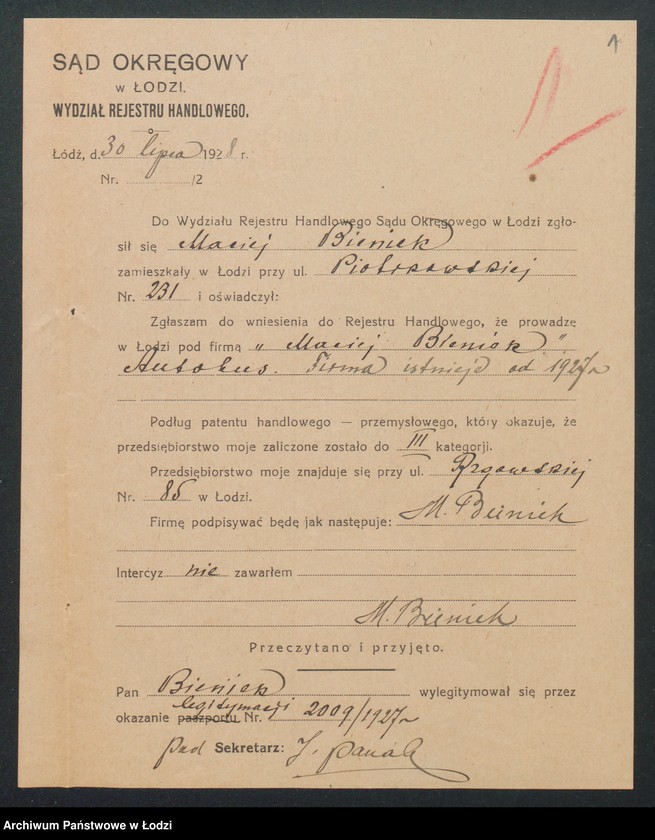 1
SĄD OKRĘGOWY
w ŁODZI.
WYDZIAŁ REJESTRU HANDLOWEGO.
Łódź, d. 30 lipca 1928 r.
Nr. /2
Do Wydziału Rejestru Handlowego Sądu Okręgowego w Łodzi zgło-
sił się Maciej Bieniek
zamieszkały w Łodzi przy ul. Piotrkowskiej
Nr. 231 i oświadczył:
Zgłaszam do wniesienia do Rejestru Handlowego, że prowadzę
w Łodzi pod firmą „Maciej Bieniek"
Autobus. Firma istnieje od 1927 r
Podług patentu handlowego — przemysłowego, który okazuje, że
przedsiębiorstwo moje zaliczone zostało do III kategorji.
Przedsiębiorstwo moje znajduje się przy ul. Rzgowskiej
Nr. 85 w Łodzi.
Firmę podpisywać będę jak następuje: M. Bieniek
Intercyz nie zawarłem
M. Bieniek
Przeczytano i przyjęto.
Pan Bieniek wylegitymował się przez
legitymacji
okazanie paszportu Nr. 2009/1927 r
pod Sekretarz:
Archiwum Państwowe w Łodzi